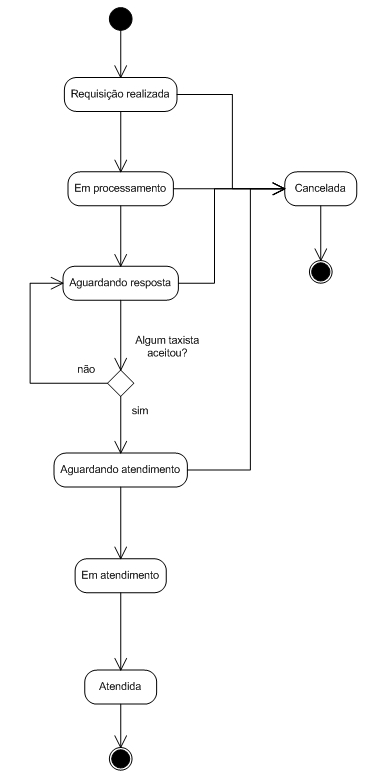 Requisição realizada
Em processamento
Cancelada
Aguardando resposta
Algum taxista
aceitou?
não
sim
Aguardando atendimento
Em atendimento
Atendida